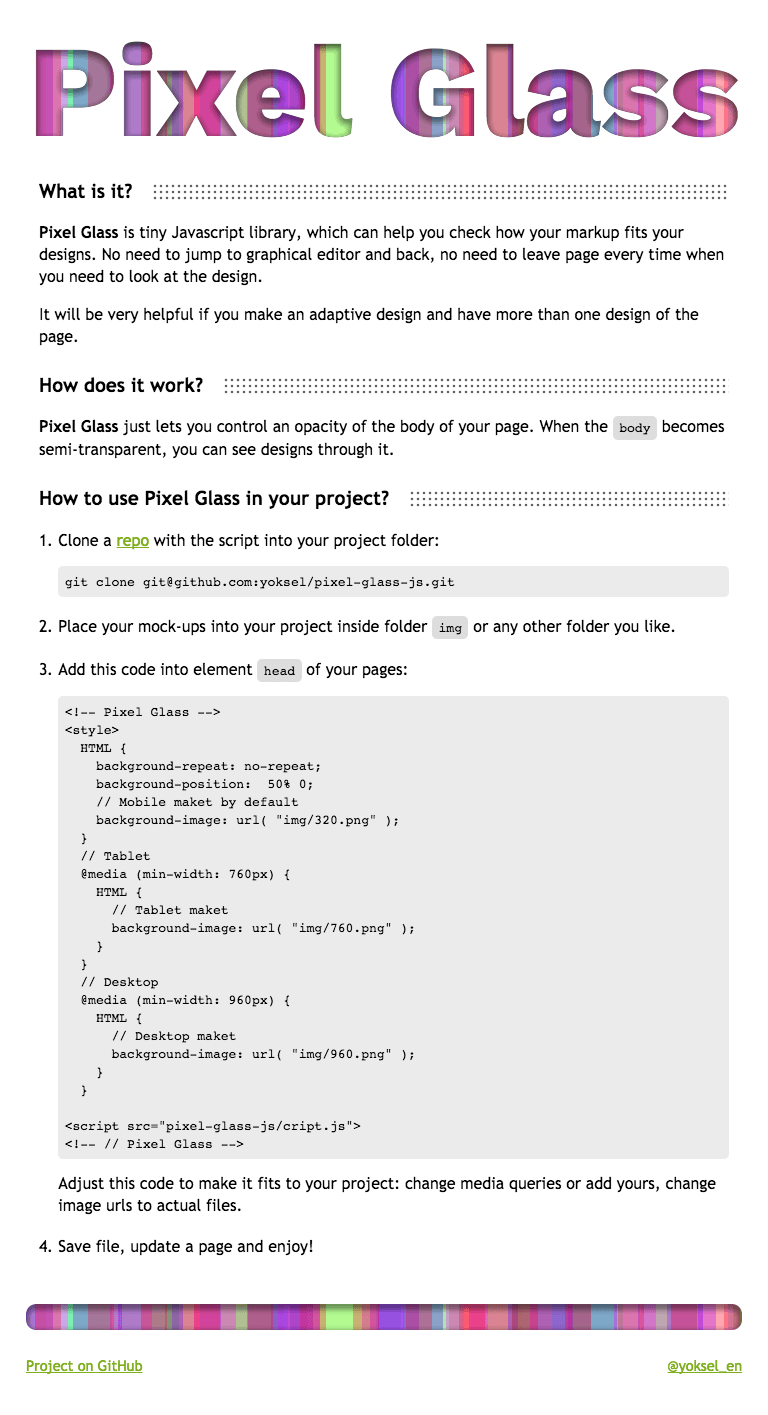 Pixel Glass
What is it?
Pixel Glass is tiny Javascript library, which can help you check how your markup fits your
designs. No need to jump to graphical editor and back, no need to leave page every time when
you need to look at the design.
It will be very helpful if you make an adaptive design and have more than one design of the
page.
How does it work?
Pixel Glass just lets you control an opacity of the body of your page. When the body becomes
semi-transparent, you can see designs through it.
How to use Pixel Glass in your project?
1. Clone a repo with the script into your project folder:
git clone git@github.com:yoksel/pixel-glass-js.git
2. Place your mock-ups into your project inside folder img or any other folder you like.
3. Add this code into element head of your pages:
<!-- Pixel Glass -->
<style>
  HTML {
    background-repeat: no-repeat;
    background-position:  50% 0;
    // Mobile maket by default
    background-image: url( "img/320.png" );
  }
  // Tablet
  @media (min-width: 760px) {
    HTML {
      // Tablet maket
      background-image: url( "img/760.png" );
    }
  }
  // Desktop
  @media (min-width: 960px) {
    HTML {
      // Desktop maket
      background-image: url( "img/960.png" );
    }
  }
<script src="pixel-glass-js/cript.js">
<!-- // Pixel Glass -->
Adjust this code to make it fits to your project: change media queries or add yours, change
image urls to actual files.
4. Save file, update a page and enjoy!
Project on GitHub
@yoksel_en